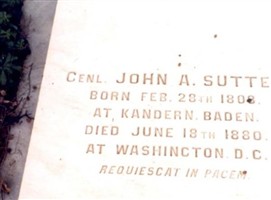 GENL. JOHN A. SUTTE
BORN FEB. 28TH 1803.
AT, KANDERN. BADEN.
DIED JUNE 18TH 1880.
AT WASHINGTON. D.C.
REQUIESCAT IN PACEM